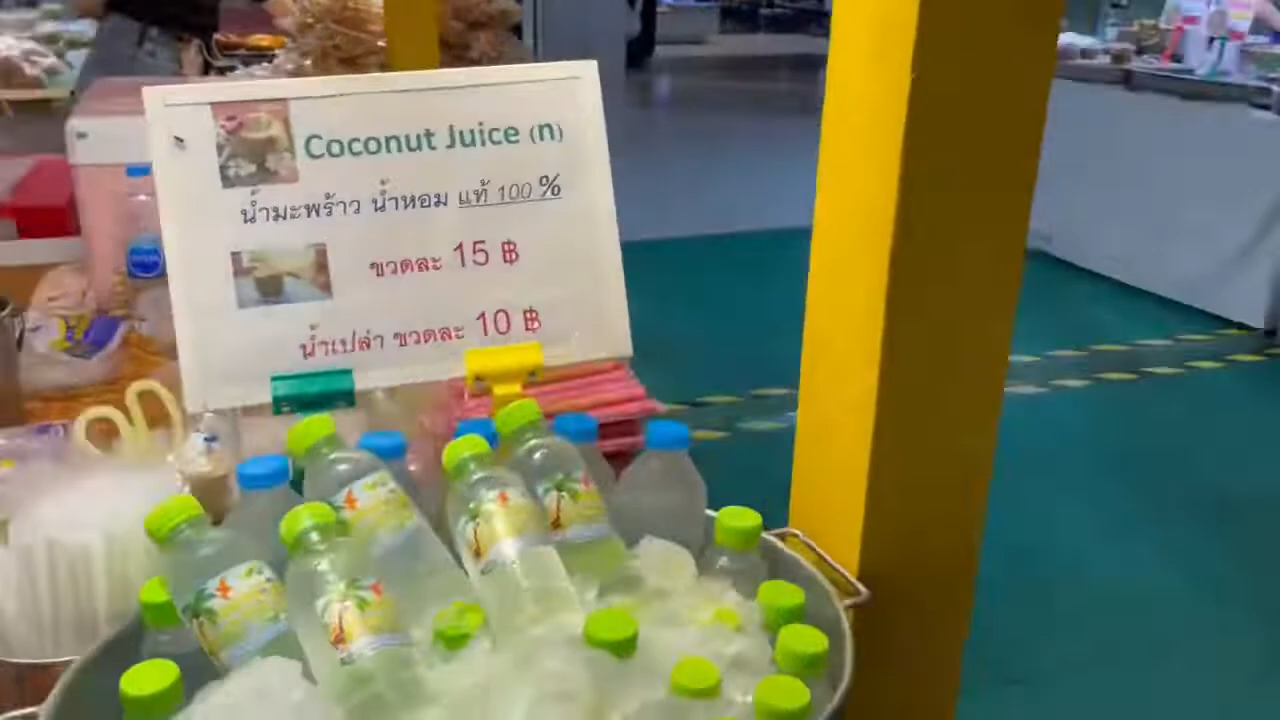 Coconut Juice (n)
น้ำมะพร้าว น้ำหอม แท้ 100 %
ขวดละ 15 ฿
น้ำเปล่า ขวดละ 10 ฿